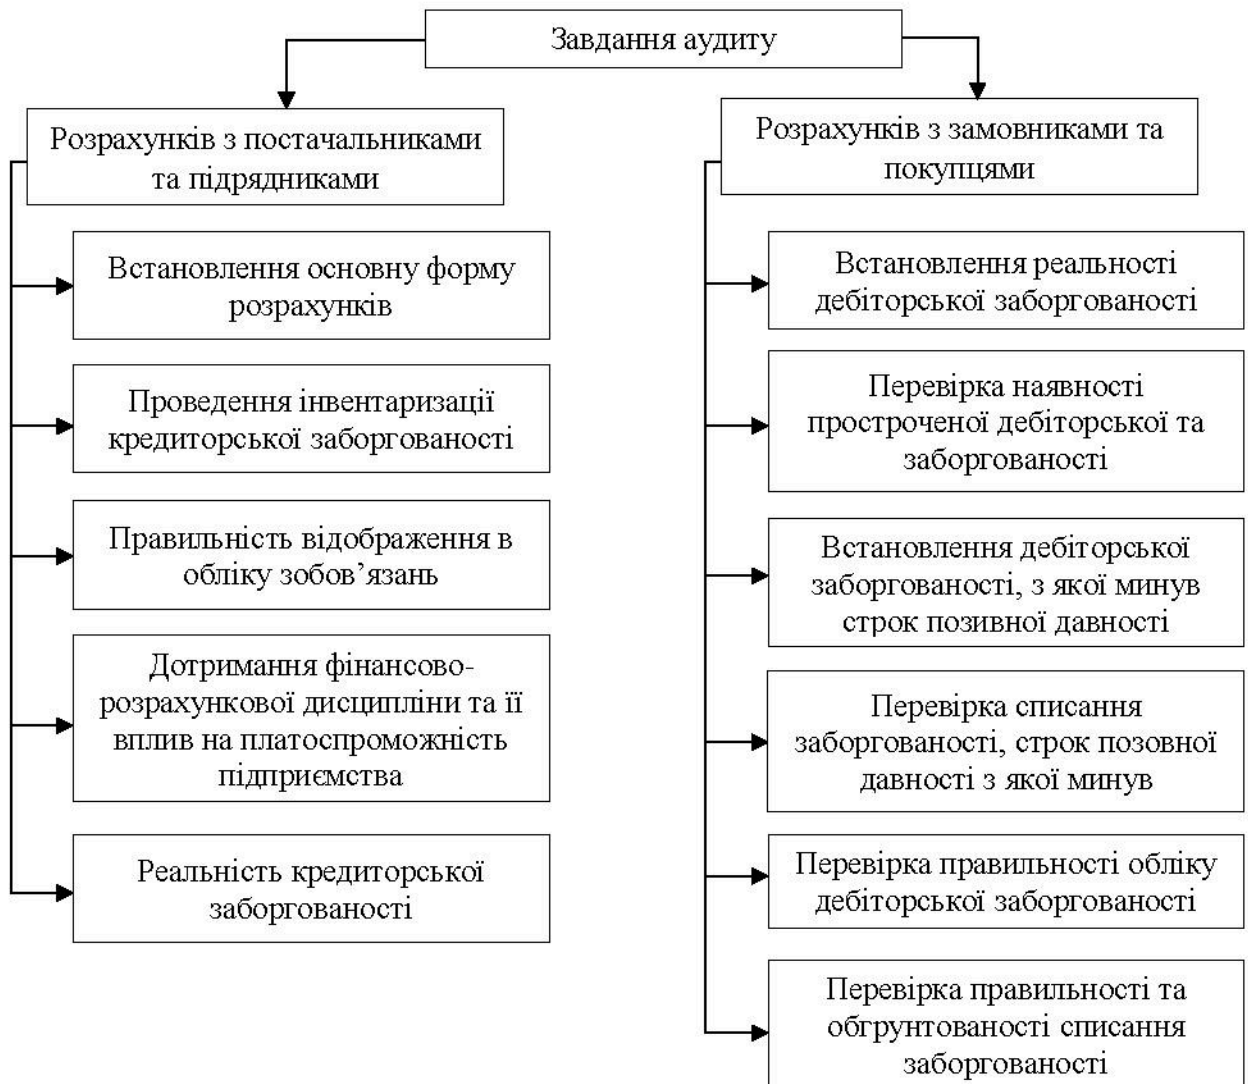 Завдання аудиту
Розрахунків з постачальниками
та підрядниками
Встановлення основну форму
розрахунків
Проведення інвентаризації
кредиторської заборгованості
Правильність відображення в
обліку зобов’язань
Дотримання фінансово-
розрахункової дисципліни та її
вплив на платоспроможність
підприємства
Реальність кредиторської
заборгованості
Розрахунків з замовниками та
покупцями
Встановлення реальності
дебіторської заборгованості
Перевірка наявності
простроченої дебіторської та
заборгованості
Встановлення дебіторської
заборгованості, з якої минув
строк позивної давності
Перевірка списання
заборгованості, строк позовної
давності з якої минув
Перевірка правильності обліку
дебіторської заборгованості
Перевірка правильності та
обгрунтованості списання
заборгованості